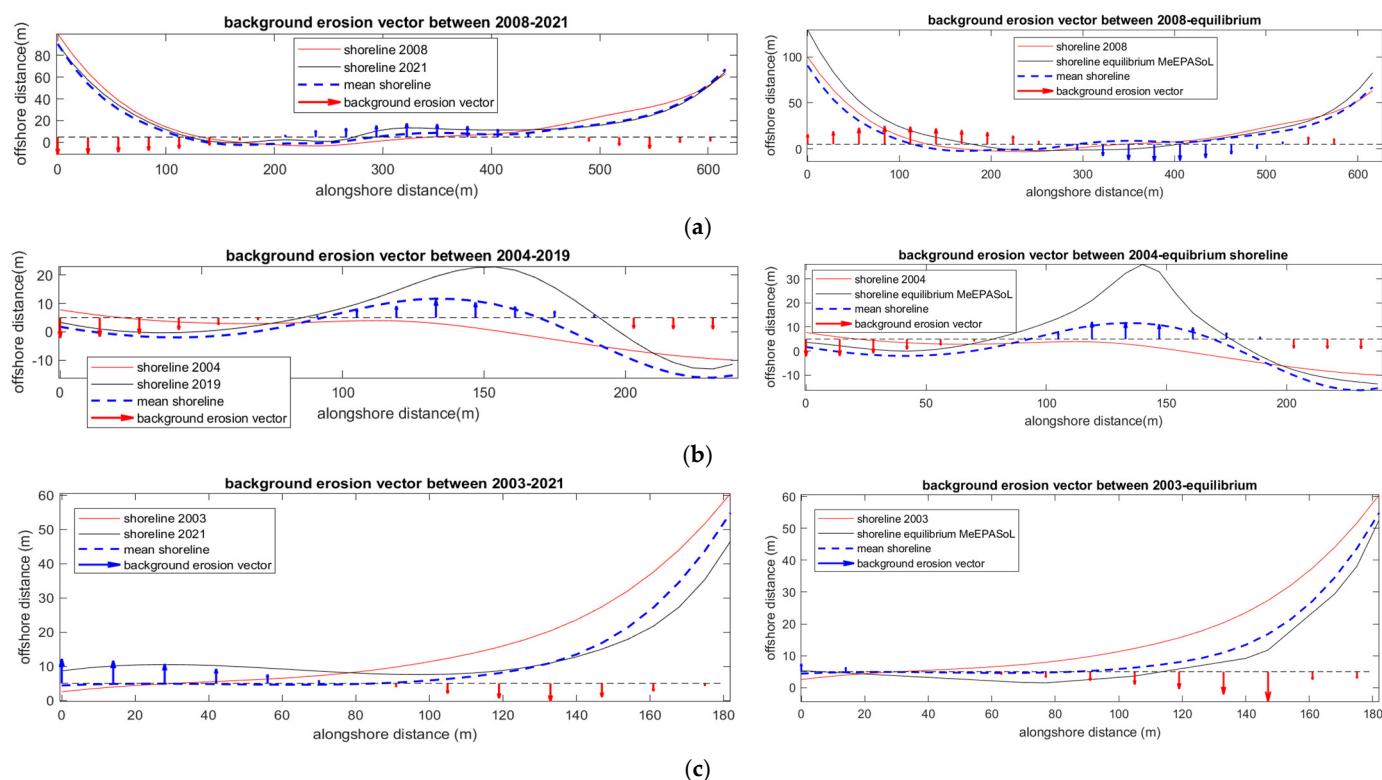 background erosion vector between 2008-2021
offshore distance(m)
80
60
40
20
0
shoreline 2008
shoreline 2021
mean shoreline
background erosion vector
0 100 200 300 400 500 600
alongshore distance(m)
background erosion vector between 2008-equilibrium
offshore distance(m)
100
50
0
shoreline 2008
shoreline equilibrium MeEPASoL
mean shoreline
background erosion vector
0 100 200 300 400 500 600
alongshore distance(m)
(a)
background erosion vector between 2004-2019
offshore distance(m)
20
10
0
-10
shoreline 2004
shoreline 2019
mean shoreline
background erosion vector
0 100 150 200
alongshore distance(m)
background erosion vector between 2004-equibrium shoreline
offshore distance(m)
30
20
10
0
-10
shoreline 2004
shoreline equilibrium MeEPASoL
mean shoreline
background erosion vector
0 50 100 150 200
alongshore distance(m)
(b)
background erosion vector between 2003-2021
offshore distance (m)
60
50
40
30
20
10
0
shoreline 2003
shoreline 2021
mean shoreline
background erosion vector
0 20 40 60 80 100 120 140 160 180
alongshore distance (m)
background erosion vector between 2003-equilibrium
offshore distance (m)
60
50
40
30
20
10
0
shoreline 2003
shoreline equilibrium MeEPASoL
mean shoreline
background erosion vector
0 20 40 60 80 100 120 140 160 180
alongshore distance (m)
(c)